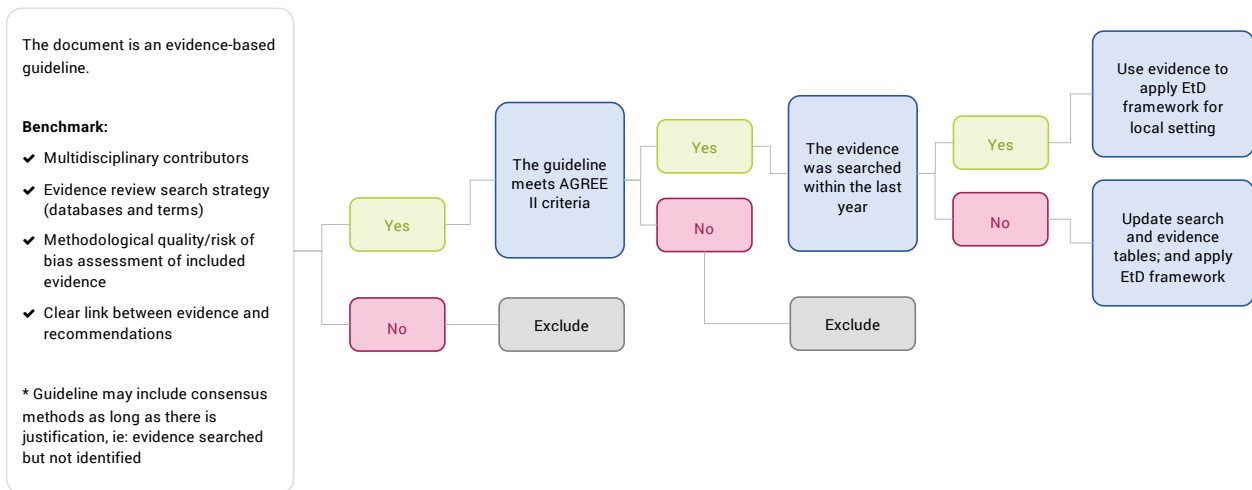 The document is an evidence-based
guideline.
Benchmark:
✔ Multidisciplinary contributors
✔ Evidence review search strategy
(databases and terms)
✔ Methodological quality/risk of
bias assessment of included
evidence
✔ Clear link between evidence and
recommendations
* Guideline may include consensus
methods as long as there is
justification, ie: evidence searched
but not identified
Yes
No
The guideline
meets AGREE
II criteria
Exclude
Yes
No
The evidence
was searched
within the last
year
Exclude
Yes
No
Use evidence to
apply EtD
framework for
local setting
Update search
and evidence
tables; and apply
EtD framework